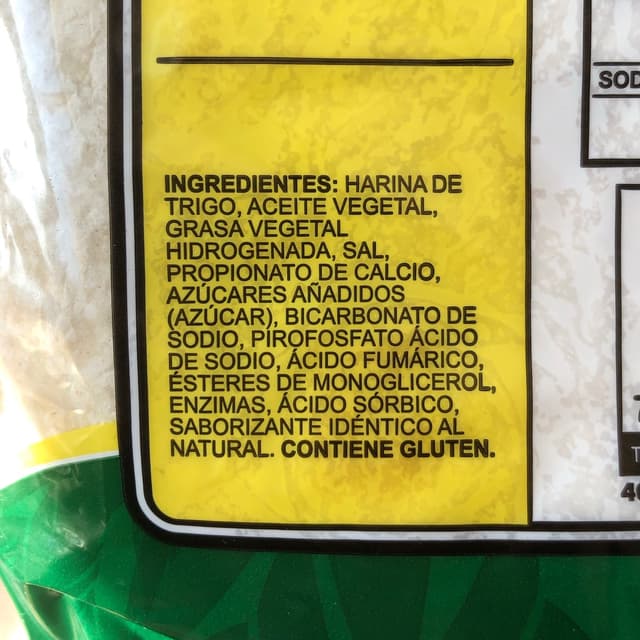 INGREDIENTES: HARINA DE
TRIGO, ACEITE VEGETAL,
GRASA VEGETAL
HIDROGENADA, SAL,
PROPIONATO DE CALCIO,
AZÚCARES AÑADIDOS
(AZÚCAR), BICARBONATO DE
SODIO, PIROFOSFATO ÁCIDO
DE SODIO, ÁCIDO FUMÁRICO,
ÉSTERES DE MONOGLICEROL,
ENZIMAS, ÁCIDO SÓRBICO,
SABORIZANTE IDÉNTICO AL
NATURAL. CONTIENE GLUTEN.